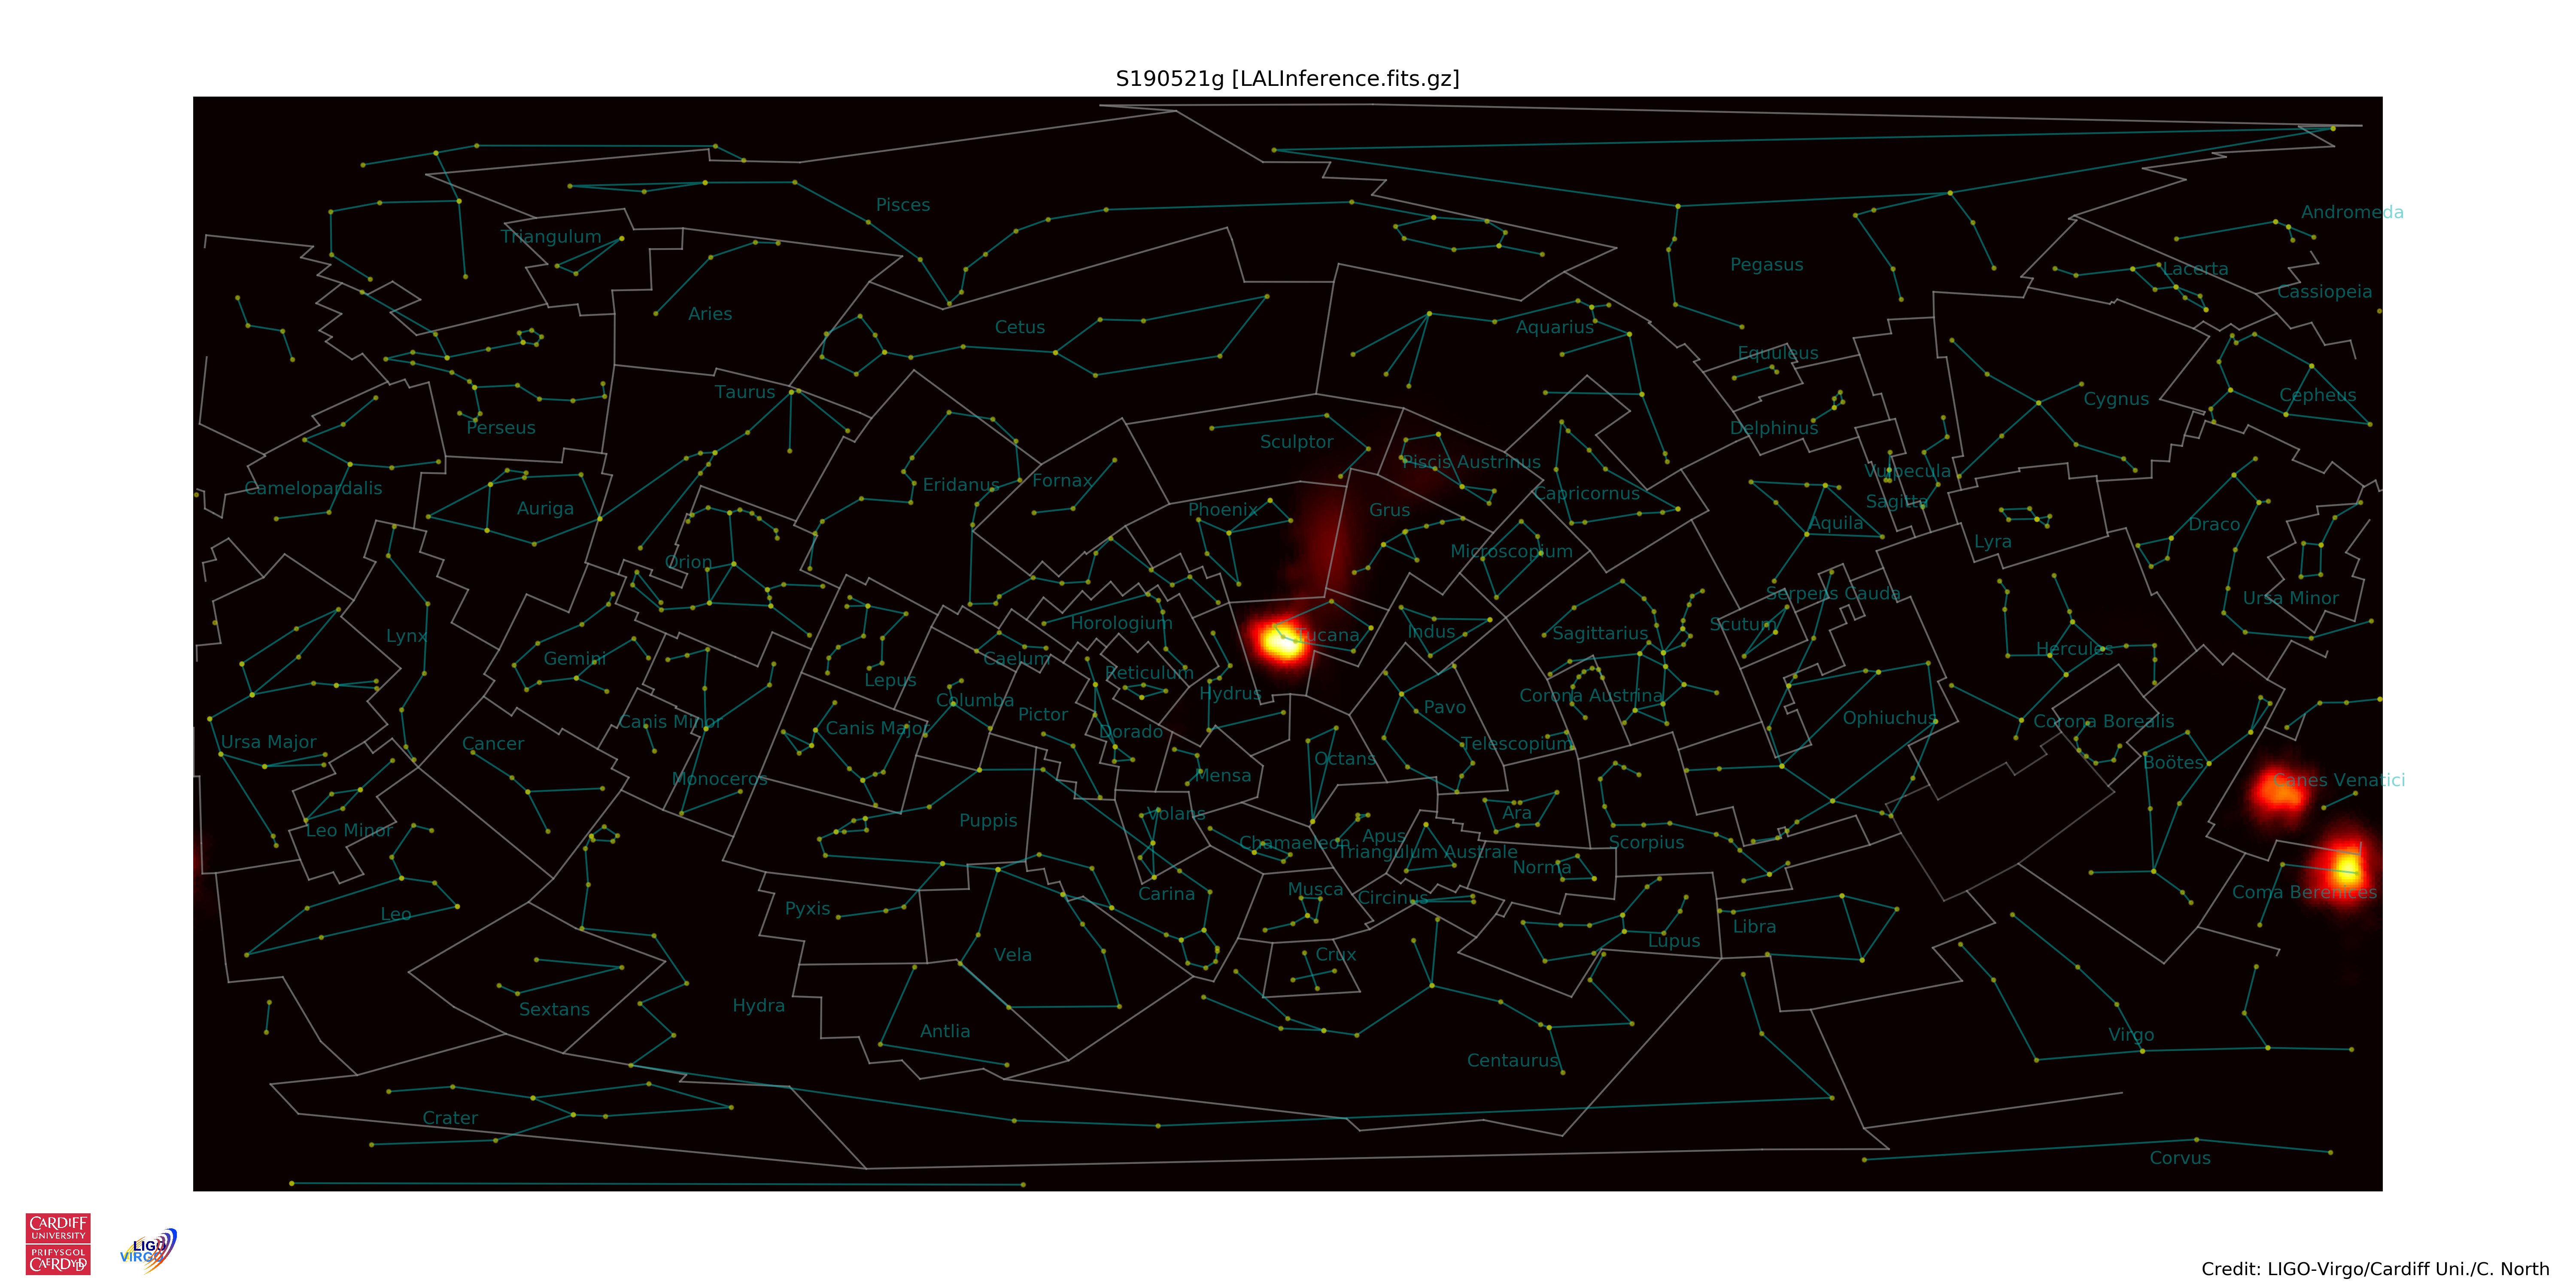 S190521g [LALInference.fits.gz]
Andromeda
Pisces
Triangulum
Pegasus
Lacerta
Cassiopeia
Aries
Cetus
Aquarius
Equuleus
Taurus
Cygnus
Cepheus
Perseus
Sculptor
Delphinus
Piscis Austrinus
Vulpecula
Camelopardalis
Eridanus
Fornax
Capricornus
Sagitta
Auriga
Phoenix
Grus
Aquila
Draco
Lyra
Microscopium
Orion
Serpens Cauda
Ursa Minor
Horologium
Scutum
Lynx
Tucana
Indus
Sagittarius
Hercules
Gemini
Caelum
Reticulum
Lepus
Hydrus
Corona Austrina
Columba
Pictor
Pavo
Canis Minor
Canis Major
Dorado
Ophiuchus
Corona Borealis
Ursa Major
Cancer
Telescopium
Octans
Boötes
Monoceros
Mensa
Canes Venatici
Leo Minor
Puppis
Volans
Ara
Chamaeleon
Apus
Scorpius
Triangulum Australe
Norma
Leo
Pyxis
Carina
Musca
Circinus
Coma Berenices
Vela
Crux
Lupus
Libra
Sextans
Hydra
Antlia
Virgo
Centaurus
Crater
Corvus
CARDIFF
UNIVERSITY
PRIFYSGOL
CAERDYDD
LIGO
VIRGO
Credit: LIGO-Virgo/Cardiff Uni./C. North